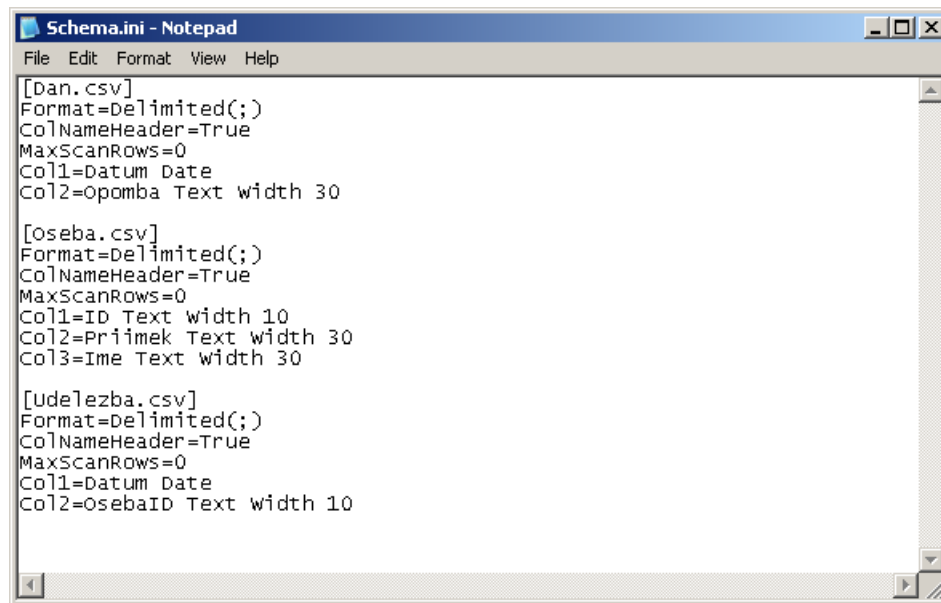 Schema.ini - Notepad
File Edit Format View Help
[Dan.csv]
Format=Delimited(;)
ColNameHeader=True
MaxScanRows=0
Col1=Datum Date
Col2=Opomba Text Width 30
[Oseba.csv]
Format=Delimited(;)
ColNameHeader=True
MaxScanRows=0
Col1=ID Text Width 10
Col2=Priimek Text Width 30
Col3=Ime Text Width 30
[Udelezba.csv]
Format=Delimited(;)
ColNameHeader=True
MaxScanRows=0
Col1=Datum Date
Col2=OsebaID Text Width 10